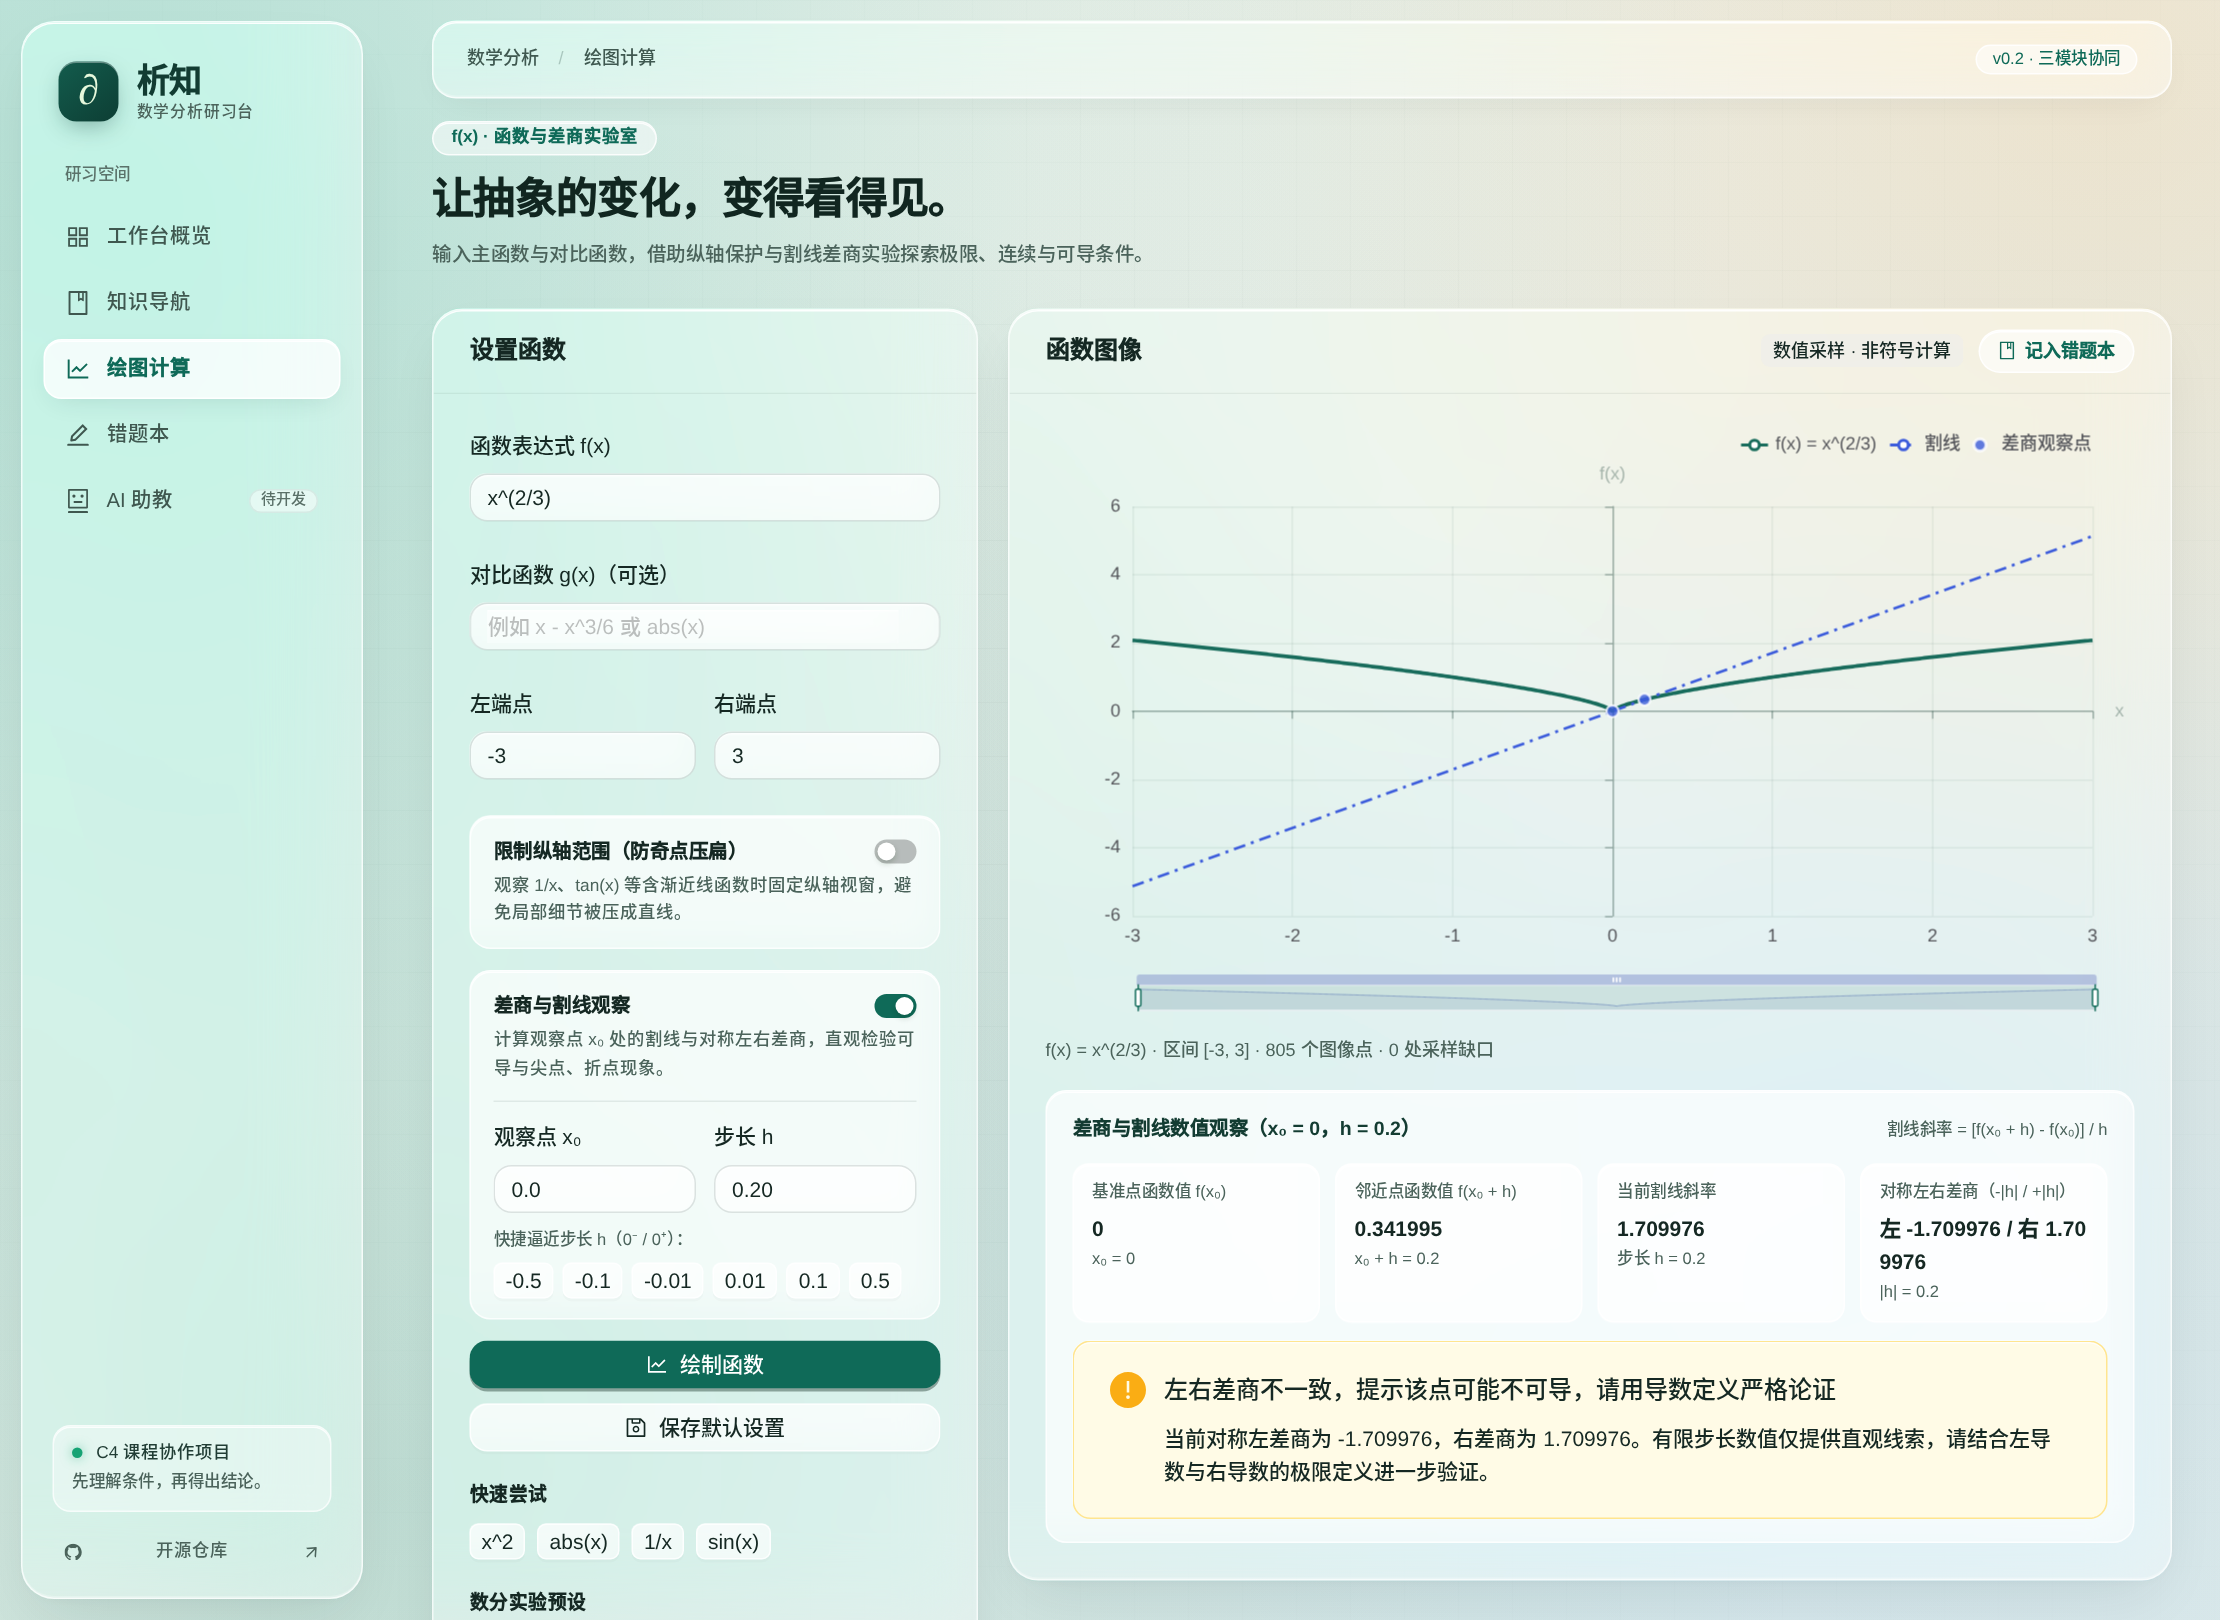 ∂
析知
数学分析研习台
研习空间
工作台概览
知识导航
绘图计算
错题本
AI 助教
待开发
C4 课程协作项目
先理解条件，再得出结论。
开源仓库
数学分析 / 绘图计算
v0.2 · 三模块协同
f(x) · 函数与差商实验室
让抽象的变化，变得看得见。
输入主函数与对比函数，借助纵轴保护与割线差商实验探索极限、连续与可导条件。
设置函数
函数表达式 f(x)
x^(2/3)
对比函数 g(x)（可选）
例如 x - x^3/6 或 abs(x)
左端点 右端点
-3 3
限制纵轴范围（防奇点压扁）
观察 1/x、tan(x) 等含渐近线函数时固定纵轴视窗，避
免局部细节被压成直线。
差商与割线观察
计算观察点 x₀ 处的割线与对称左右差商，直观检验可
导与尖点、折点现象。
观察点 x₀ 步长 h
0.0 0.20
快捷逼近步长 h（0⁻ / 0⁺）：
-0.5 -0.1 -0.01 0.01 0.1 0.5
绘制函数
保存默认设置
快速尝试
x^2 abs(x) 1/x sin(x)
数分实验预设
函数图像
数值采样 · 非符号计算
记入错题本
f(x) = x^(2/3) 割线 差商观察点
f(x)
6
4
2
0
-2
-4
-6
x
-3 -2 -1 0 1 2 3
f(x) = x^(2/3) · 区间 [-3, 3] · 805 个图像点 · 0 处采样缺口
差商与割线数值观察（x₀ = 0，h = 0.2）
割线斜率 = [f(x₀ + h) - f(x₀)] / h
基准点函数值 f(x₀)
0
x₀ = 0
邻近点函数值 f(x₀ + h)
0.341995
x₀ + h = 0.2
当前割线斜率
1.709976
步长 h = 0.2
对称左右差商（-|h| / +|h|）
左 -1.709976 / 右 1.70
9976
|h| = 0.2
左右差商不一致，提示该点可能不可导，请用导数定义严格论证
当前对称左差商为 -1.709976，右差商为 1.709976。有限步长数值仅提供直观线索，请结合左导
数与右导数的极限定义进一步验证。